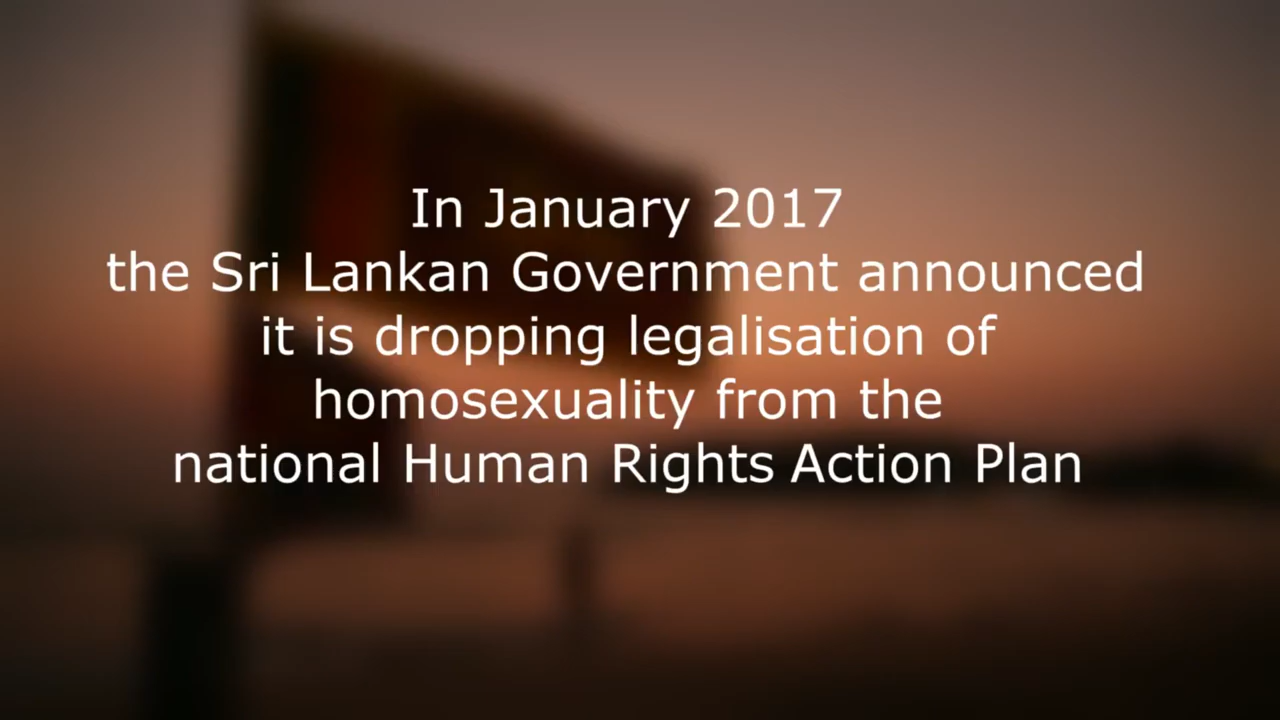 In January 2017
the Sri Lankan Government announced
it is dropping legalisation of
homosexuality from the
national Human Rights Action Plan